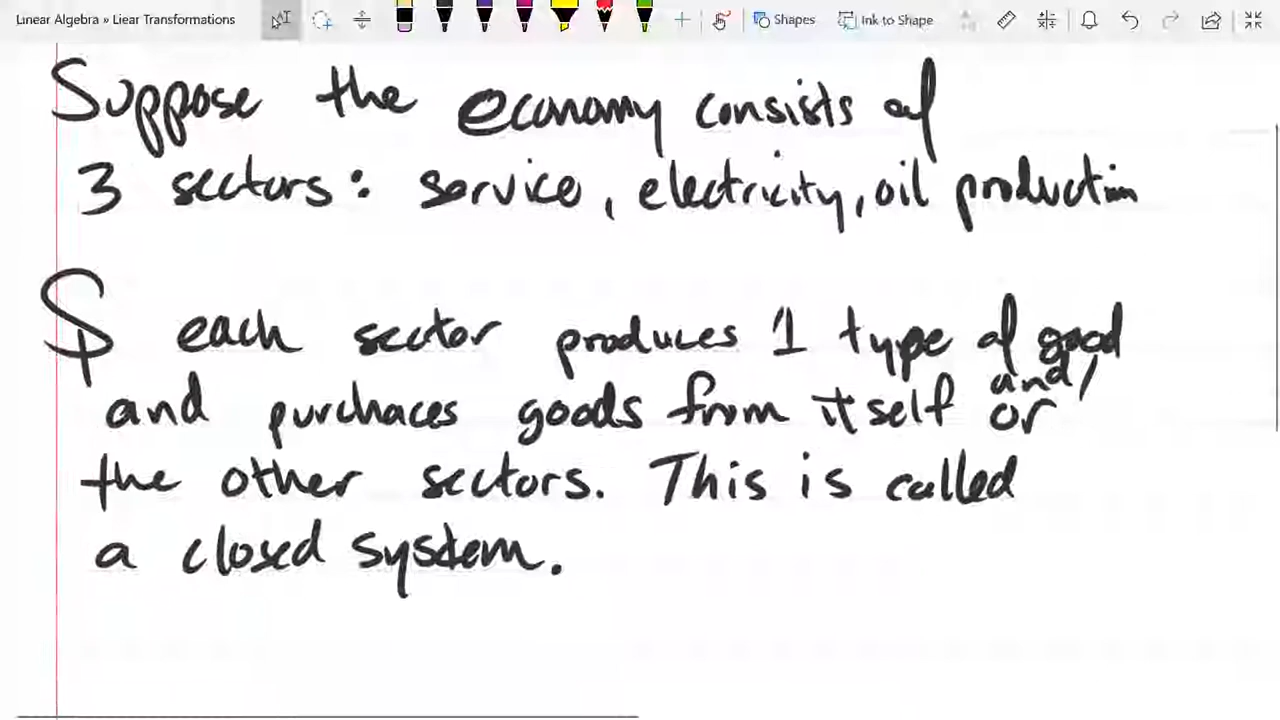 Linear Algebra » Liear Transformations
Shapes
Ink to Shape
Suppose the economy consists of
3 sectors: service, electricity, oil production
S each sector produces 1 type of good
and purchaces goods from itself and/or
the other sectors. This is called
a closed system.